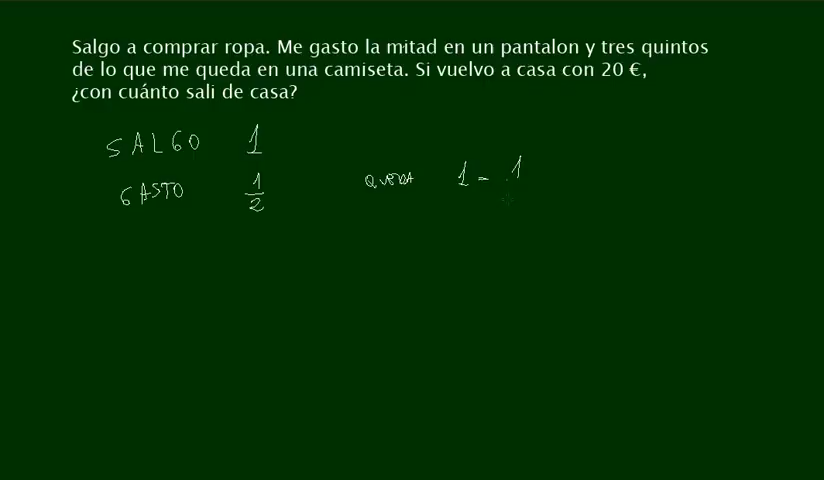 Salgo a comprar ropa. Me gasto la mitad en un pantalon y tres quintos
de lo que me queda en una camiseta. Si vuelvo a casa con 20 €,
¿con cuánto sali de casa?
SALGO 1
GASTO 1/2 QUEDA 1 - 1